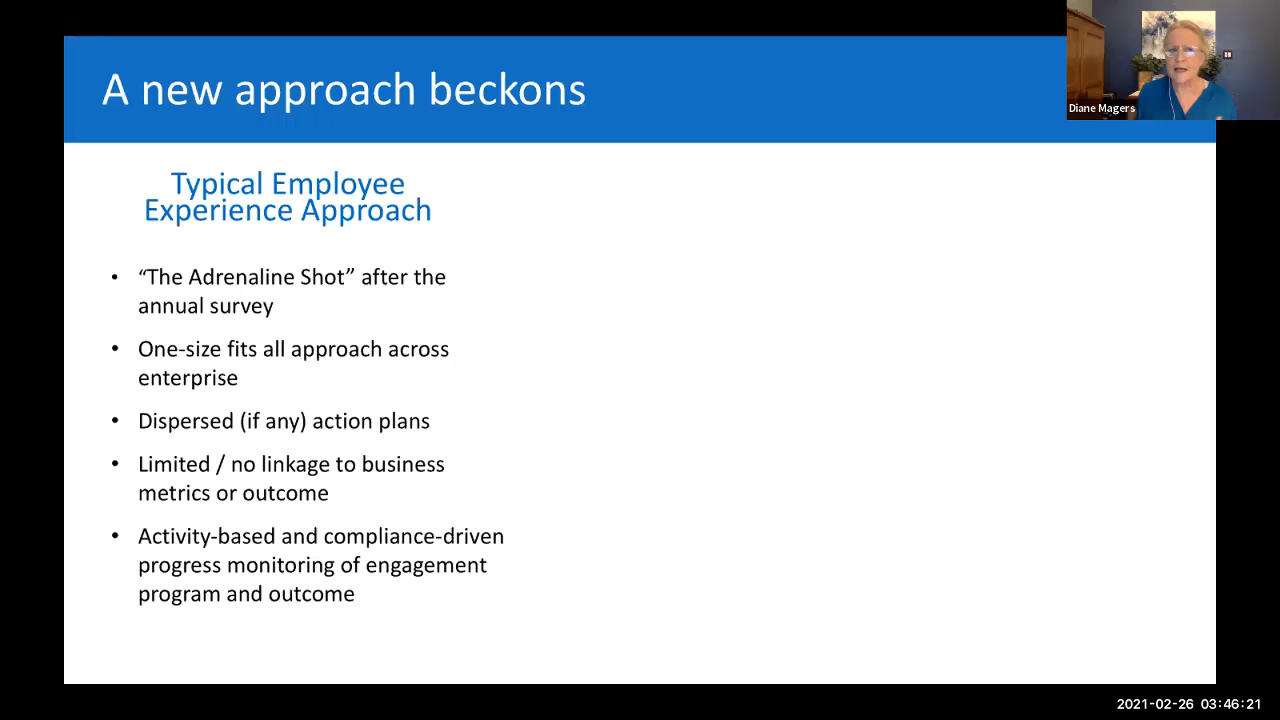 A new approach beckons
Diane Magers
Typical Employee
Experience Approach
• “The Adrenaline Shot” after the
annual survey
• One-size fits all approach across
enterprise
• Dispersed (if any) action plans
• Limited / no linkage to business
metrics or outcome
• Activity-based and compliance-driven
progress monitoring of engagement
program and outcome
2021-02-26 03:46:21